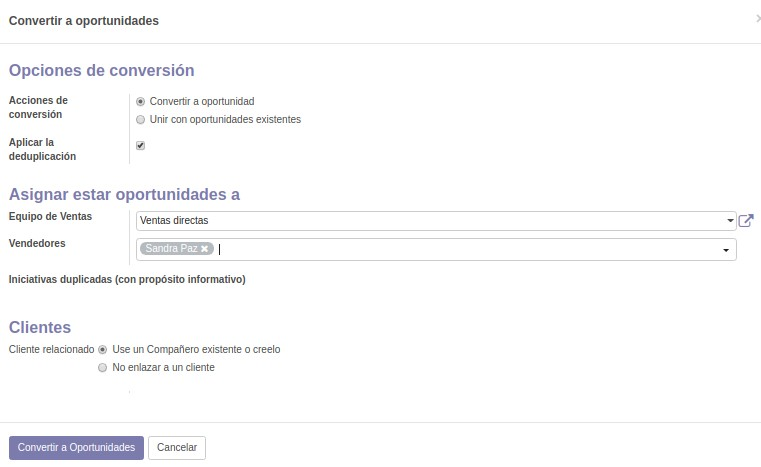 Convertir a oportunidades
Opciones de conversión
Acciones de conversión
Convertir a oportunidad
Unir con oportunidades existentes
Aplicar la deduplicación
Asignar estar oportunidades a
Equipo de Ventas
Ventas directas
Vendedores
Sandra Paz
Iniciativas duplicadas (con propósito informativo)
Clientes
Cliente relacionado
Use un Compañero existente o creelo
No enlazar a un cliente
Convertir a Oportunidades
Cancelar